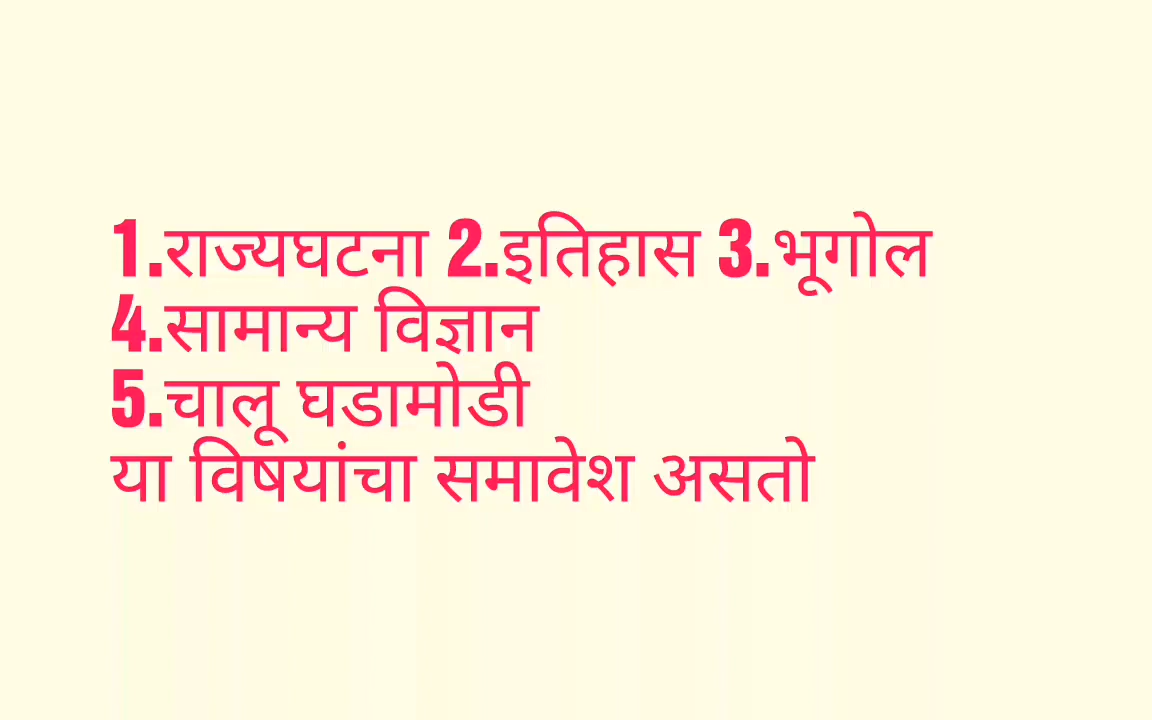 1.राज्यघटना 2.इतिहास 3.भूगोल
4.सामान्य विज्ञान
5.चालू घडामोडी
या विषयांचा समावेश असतो